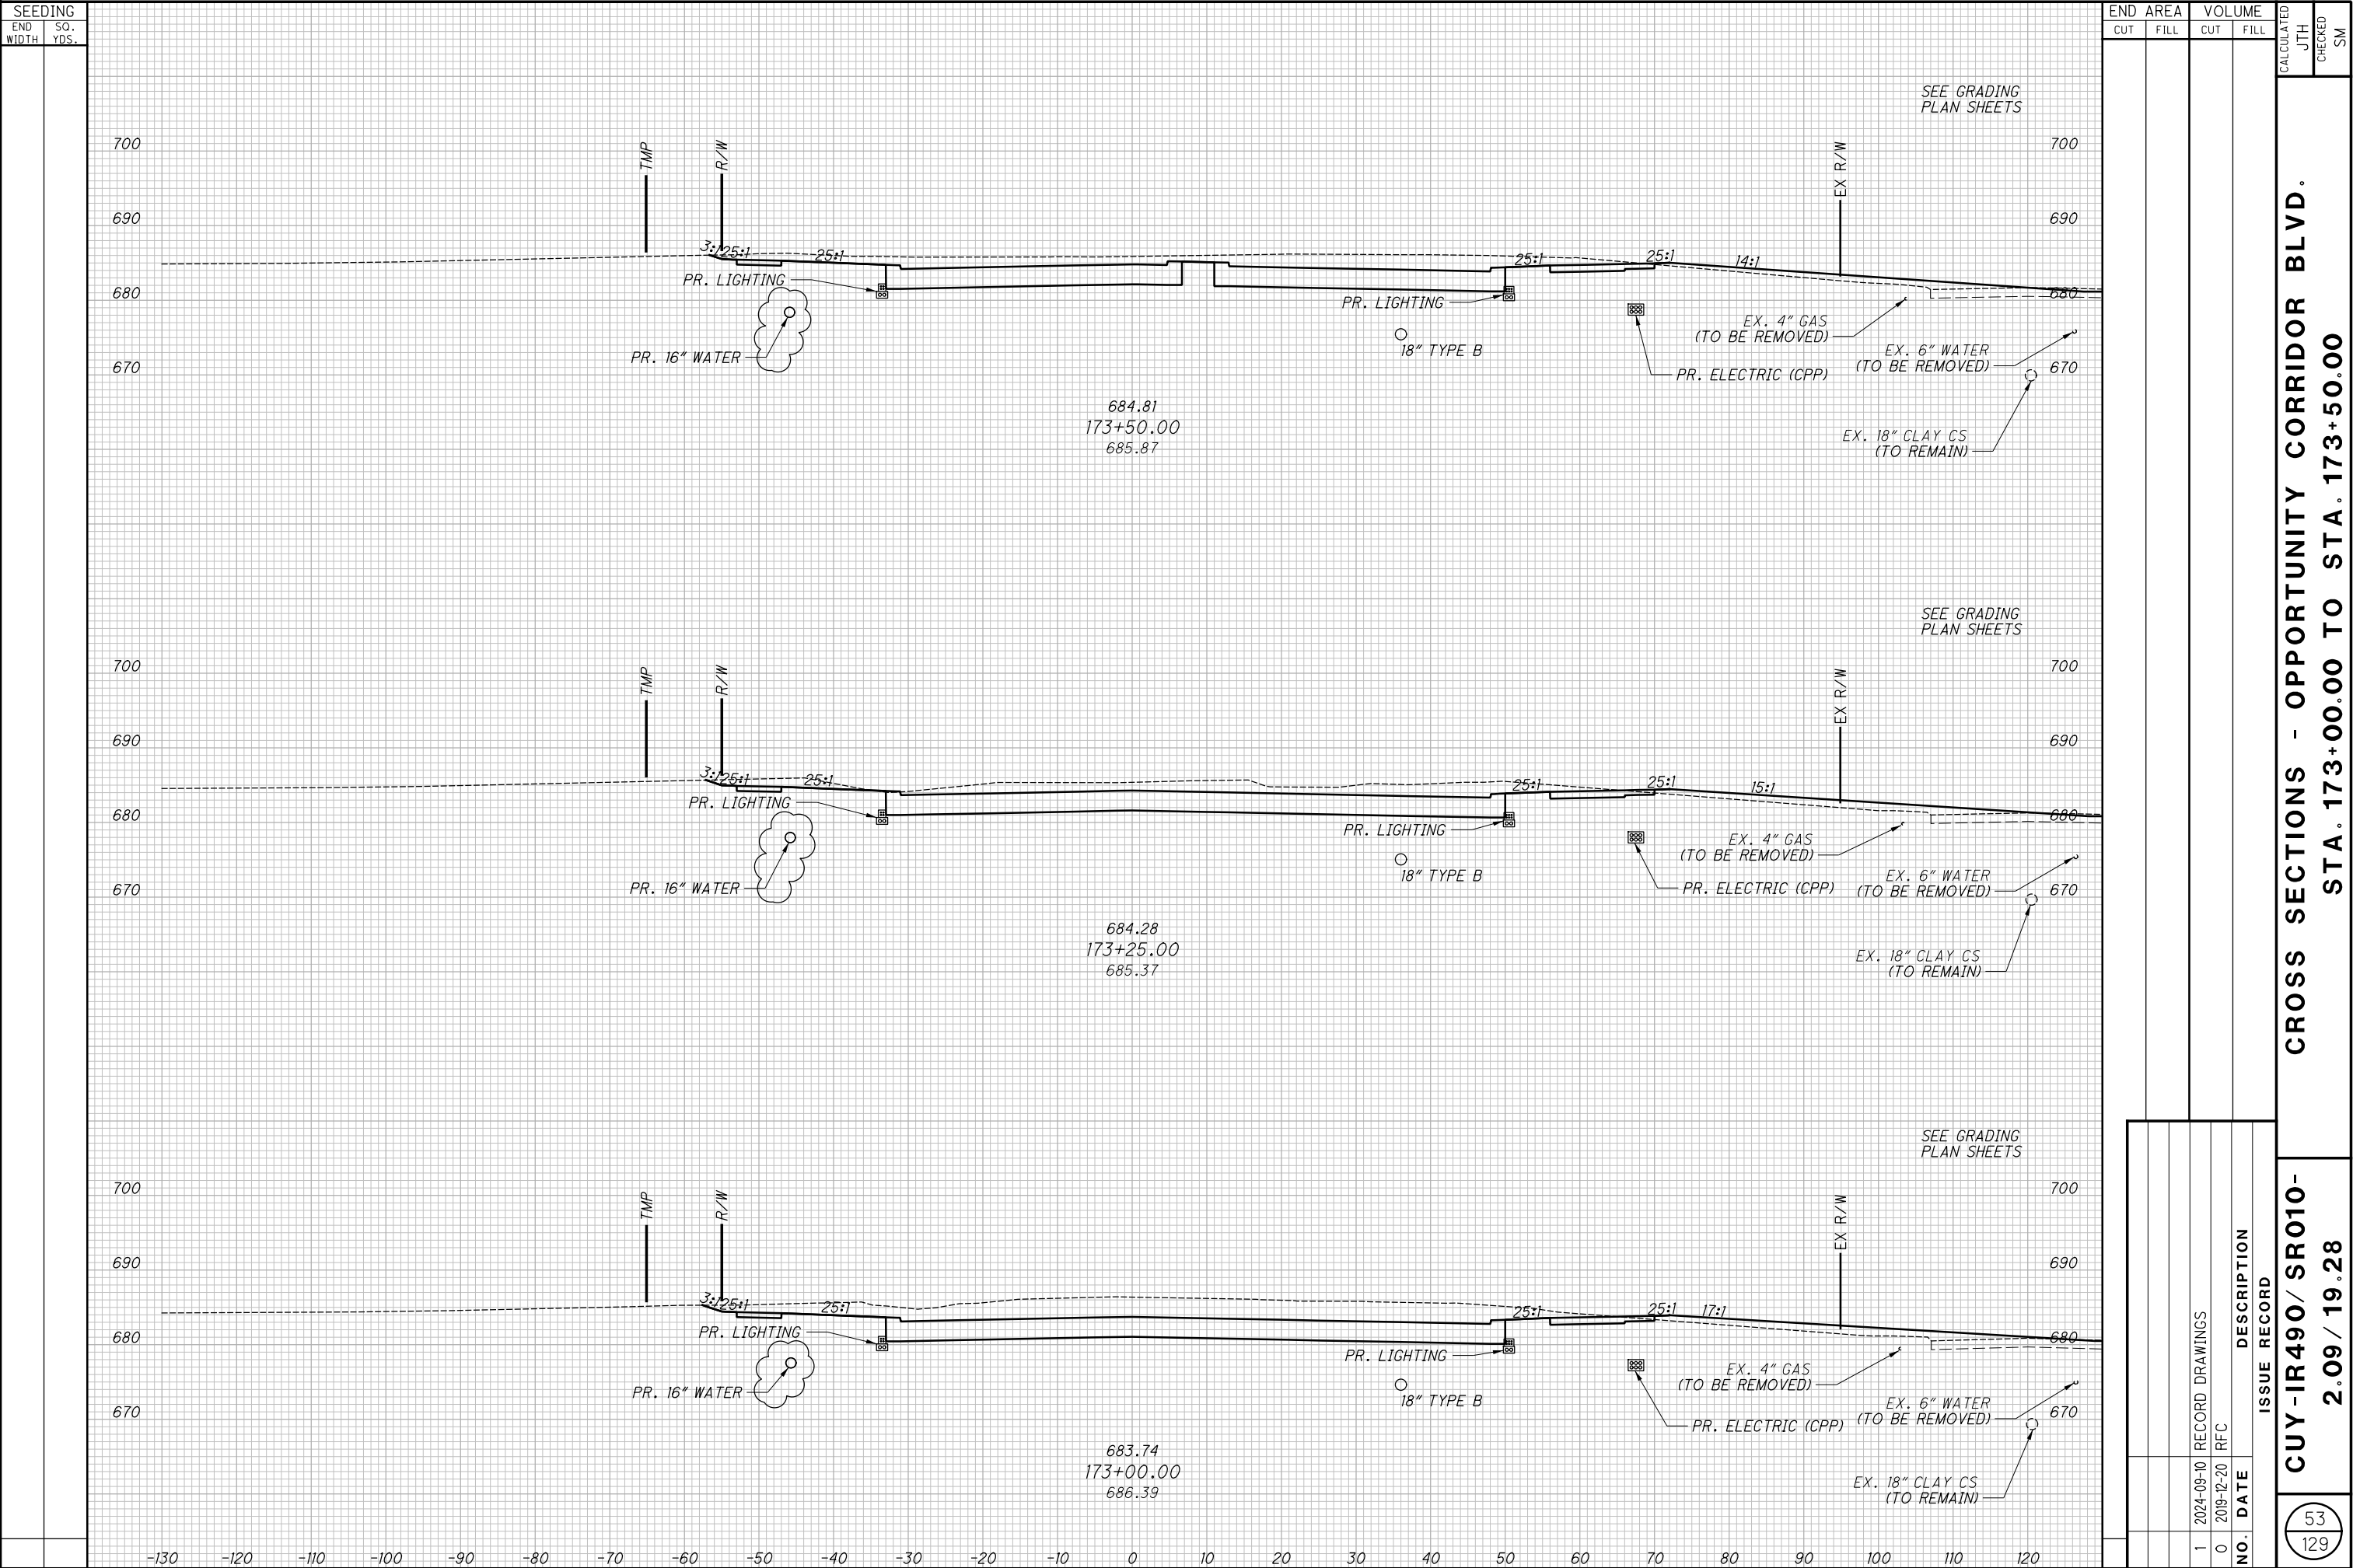 SEEDING
END WIDTH
SQ. YDS.
END AREA
VOLUME
CUT
FILL
CUT
FILL
CALCULATED
JTH
CHECKED
SM
SEE GRADING
PLAN SHEETS
700
700
TMP
R/W
EX R/W
690
690
3:1
25:1
25:1
25:1
25:1
14:1
PR. LIGHTING
680
680
PR. LIGHTING
EX. 4" GAS
(TO BE REMOVED)
PR. 16" WATER
18" TYPE B
EX. 6" WATER
(TO BE REMOVED)
670
670
PR. ELECTRIC (CPP)
684.81
173+50.00
685.87
EX. 18" CLAY CS
(TO REMAIN)
SEE GRADING
PLAN SHEETS
700
700
TMP
R/W
EX R/W
690
690
3:1
25:1
25:1
25:1
25:1
15:1
PR. LIGHTING
680
680
PR. LIGHTING
EX. 4" GAS
(TO BE REMOVED)
PR. 16" WATER
18" TYPE B
EX. 6" WATER
(TO BE REMOVED)
670
670
PR. ELECTRIC (CPP)
684.28
173+25.00
685.37
EX. 18" CLAY CS
(TO REMAIN)
SEE GRADING
PLAN SHEETS
700
700
TMP
R/W
EX R/W
690
690
3:1
25:1
25:1
25:1
25:1
17:1
PR. LIGHTING
680
680
PR. LIGHTING
EX. 4" GAS
(TO BE REMOVED)
PR. 16" WATER
18" TYPE B
EX. 6" WATER
(TO BE REMOVED)
670
670
PR. ELECTRIC (CPP)
683.74
173+00.00
686.39
EX. 18" CLAY CS
(TO REMAIN)
-130 -120 -110 -100 -90 -80 -70 -60 -50 -40 -30 -20 -10 0 10 20 30 40 50 60 70 80 90 100 110 120
CROSS SECTIONS - OPPORTUNITY CORRIDOR BLVD.
STA. 173+00.00 TO STA. 173+50.00
1 2024-09-10 RECORD DRAWINGS
0 2019-12-20 RFC
NO. DATE DESCRIPTION
ISSUE RECORD
CUY-IR490/SR010-
2.09/19.28
53
129